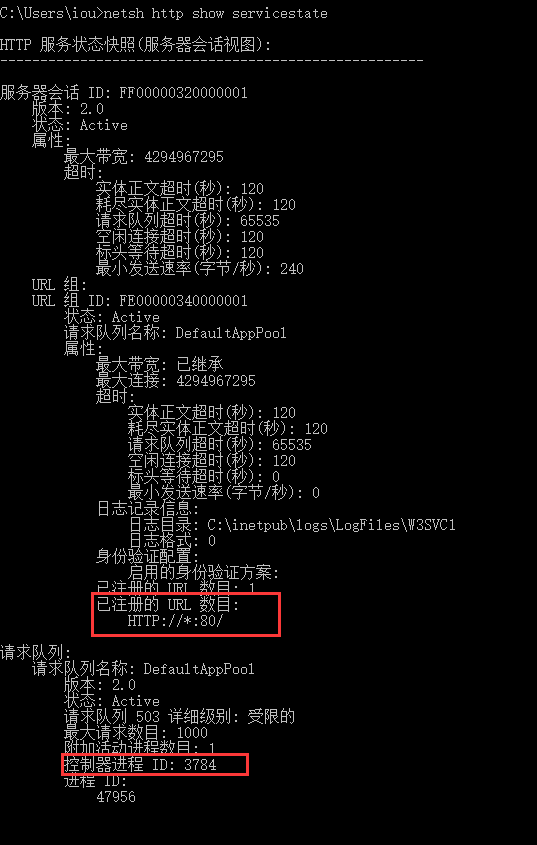 C:\Users\iou>netsh http show servicestate
HTTP 服务状态快照(服务器会话视图):
-----------------------------------------------------
服务器会话 ID: FF00000320000001
版本: 2.0
状态: Active
属性:
最大带宽: 4294967295
超时:
实体正文超时(秒): 120
耗尽实体正文超时(秒): 120
请求队列超时(秒): 65535
空闲连接超时(秒): 120
标头等待超时(秒): 120
最小发送速率(字节/秒): 240
URL 组:
URL 组 ID: FE00000340000001
状态: Active
请求队列名称: DefaultAppPool
属性:
最大带宽: 已继承
最大连接: 4294967295
超时:
实体正文超时(秒): 120
耗尽实体正文超时(秒): 120
请求队列超时(秒): 65535
空闲连接超时(秒): 120
标头等待超时(秒): 0
最小发送速率(字节/秒): 0
日志记录信息:
日志目录: C:\inetpub\logs\LogFiles\W3SVC1
日志格式: 0
身份验证配置:
启用的身份验证方案:
已注册的 URL 数目: 1
已注册的 URL 数目:
HTTP://*:80/
请求队列:
请求队列名称: DefaultAppPool
版本: 2.0
状态: Active
请求队列 503 详细级别: 受限的
最大请求数目: 1000
附加活动进程数目: 1
控制器进程 ID: 3784
进程 ID:
47956